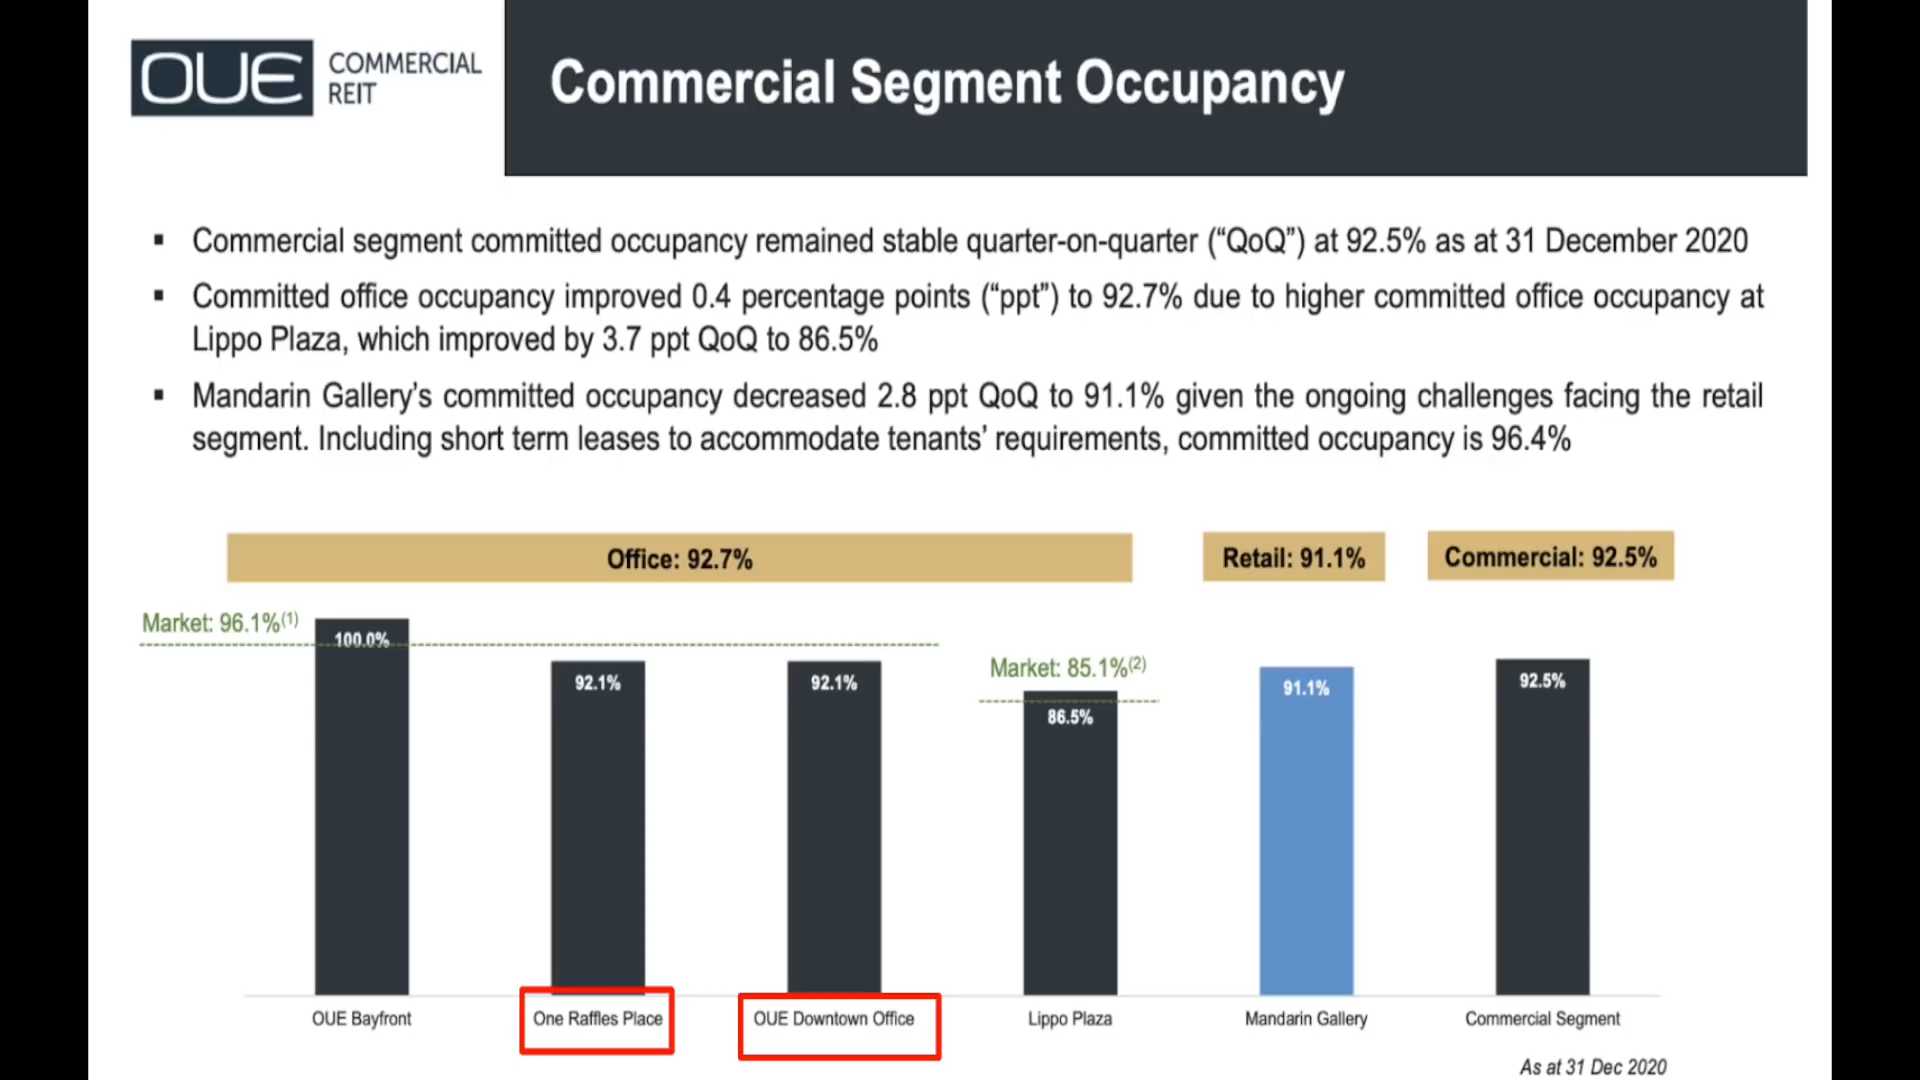 OUE COMMERCIAL
REIT
Commercial Segment Occupancy
▪ Commercial segment committed occupancy remained stable quarter-on-quarter (“QoQ”) at 92.5% as at 31 December 2020
▪ Committed office occupancy improved 0.4 percentage points (“ppt”) to 92.7% due to higher committed office occupancy at
Lippo Plaza, which improved by 3.7 ppt QoQ to 86.5%
▪ Mandarin Gallery’s committed occupancy decreased 2.8 ppt QoQ to 91.1% given the ongoing challenges facing the retail
segment. Including short term leases to accommodate tenants’ requirements, committed occupancy is 96.4%
Office: 92.7%
Retail: 91.1%
Commercial: 92.5%
Market: 96.1%(1)
100.0%
92.1%
92.1%
Market: 85.1%(2)
86.5%
91.1%
92.5%
OUE Bayfront
One Raffles Place
OUE Downtown Office
Lippo Plaza
Mandarin Gallery
Commercial Segment
As at 31 Dec 2020